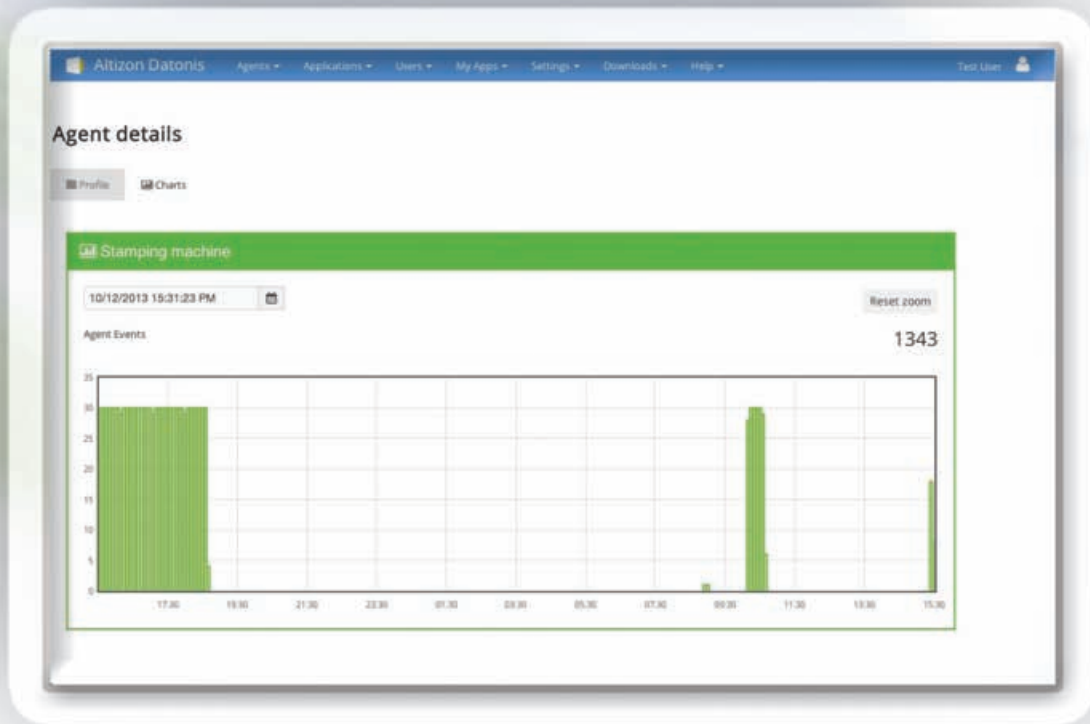 Altizon Datonis Agents Applications Users My Apps Settings Downloads Help Test User
Agent details
Profile Charts
Stamping machine
10/12/2013 15:31:23 PM Reset zoom
Agent Events 1343
35
30
25
20
15
10
5
0
17.30 19.30 21.30 23.30 01.30 03.30 05.30 07.30 09.30 11.30 13.30 15.30